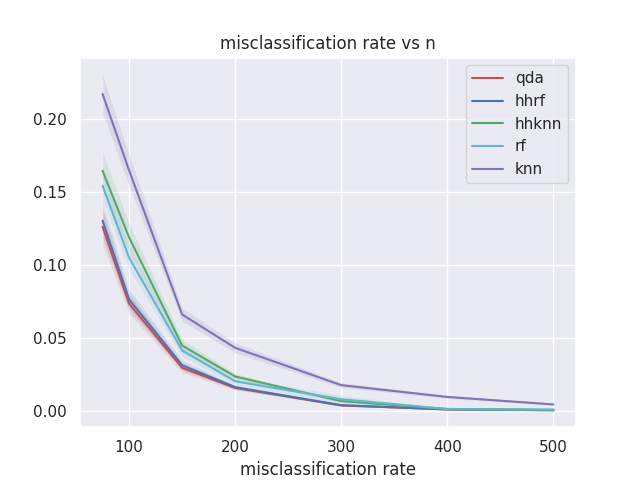 misclassification rate vs n
qda
hhrf
hhknn
rf
knn
0.20
0.15
0.10
0.05
0.00
100 200 300 400 500
misclassification rate